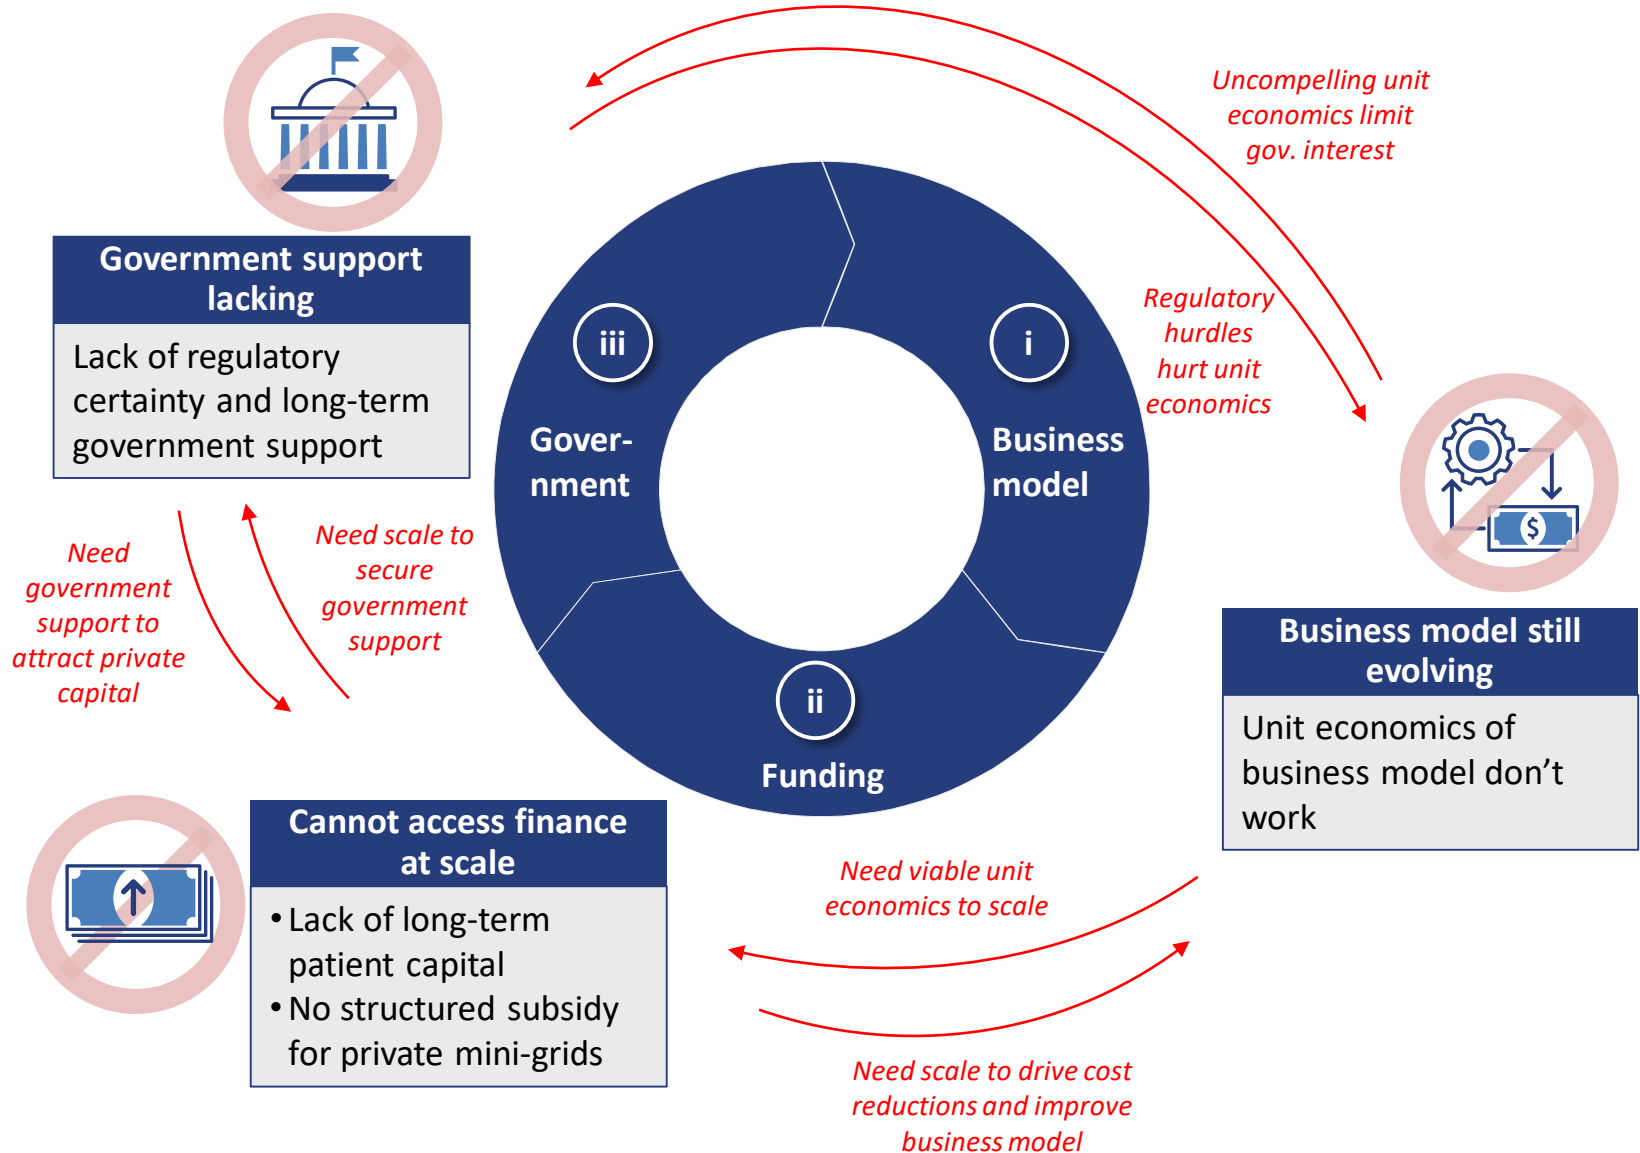 Uncompelling unit
economics limit
gov. interest
Government support
lacking
Lack of regulatory
certainty and long-term
government support
iii
Gover-
nment
i
Business
model
Regulatory
hurdles
hurt unit
economics
$
Need
government
support to
attract private
capital
Need scale to
secure
government
support
ii
Funding
Business model still
evolving
Unit economics of
business model don’t
work
Cannot access finance
at scale
• Lack of long-term
patient capital
• No structured subsidy
for private mini-grids
Need viable unit
economics to scale
Need scale to drive cost
reductions and improve
business model